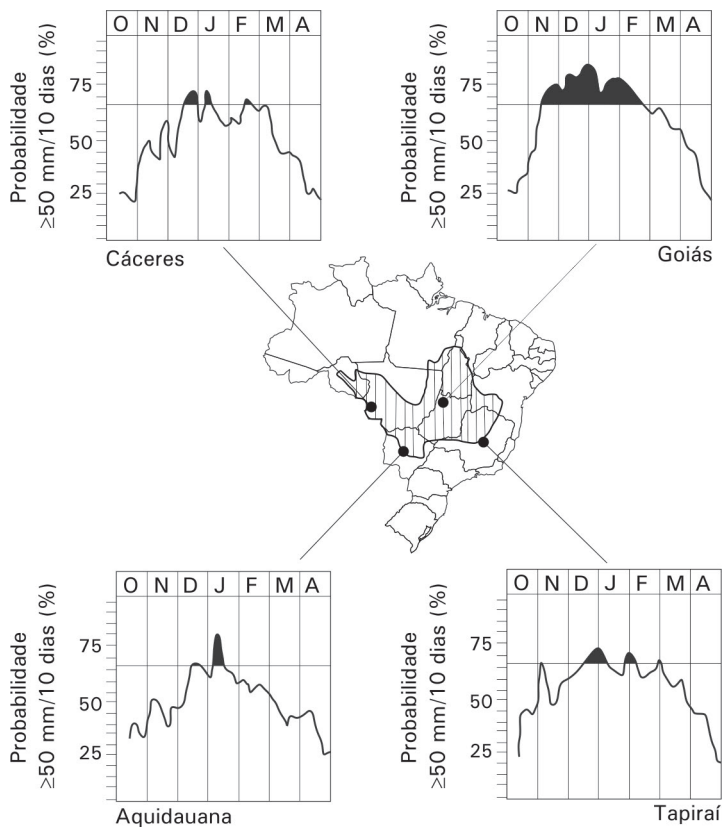 O N D J F M A
Probabilidade
≥50 mm/10 dias (%)
75
50
25
Cáceres
O N D J F M A
Probabilidade
≥50 mm/10 dias (%)
75
50
25
Goiás
O N D J F M A
Probabilidade
≥50 mm/10 dias (%)
75
50
25
Aquidauana
O N D J F M A
Probabilidade
≥50 mm/10 dias (%)
75
50
25
Tapiraí